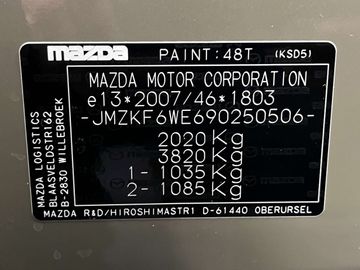 mazda PAINT:48T (KSD5)
MAZDA MOTOR CORPORATION
e13*2007/46*1803
-JMZKF6WE690250506-
2020 Kg
3820 Kg
1- 1035 Kg
2- 1085 Kg
MAZDA LOGISTICS
BLAASVELDSTR162
B-2830 WILLEBROEK
MAZDA R&D/HIROSHIMASTR1 D-61440 OBERURSEL